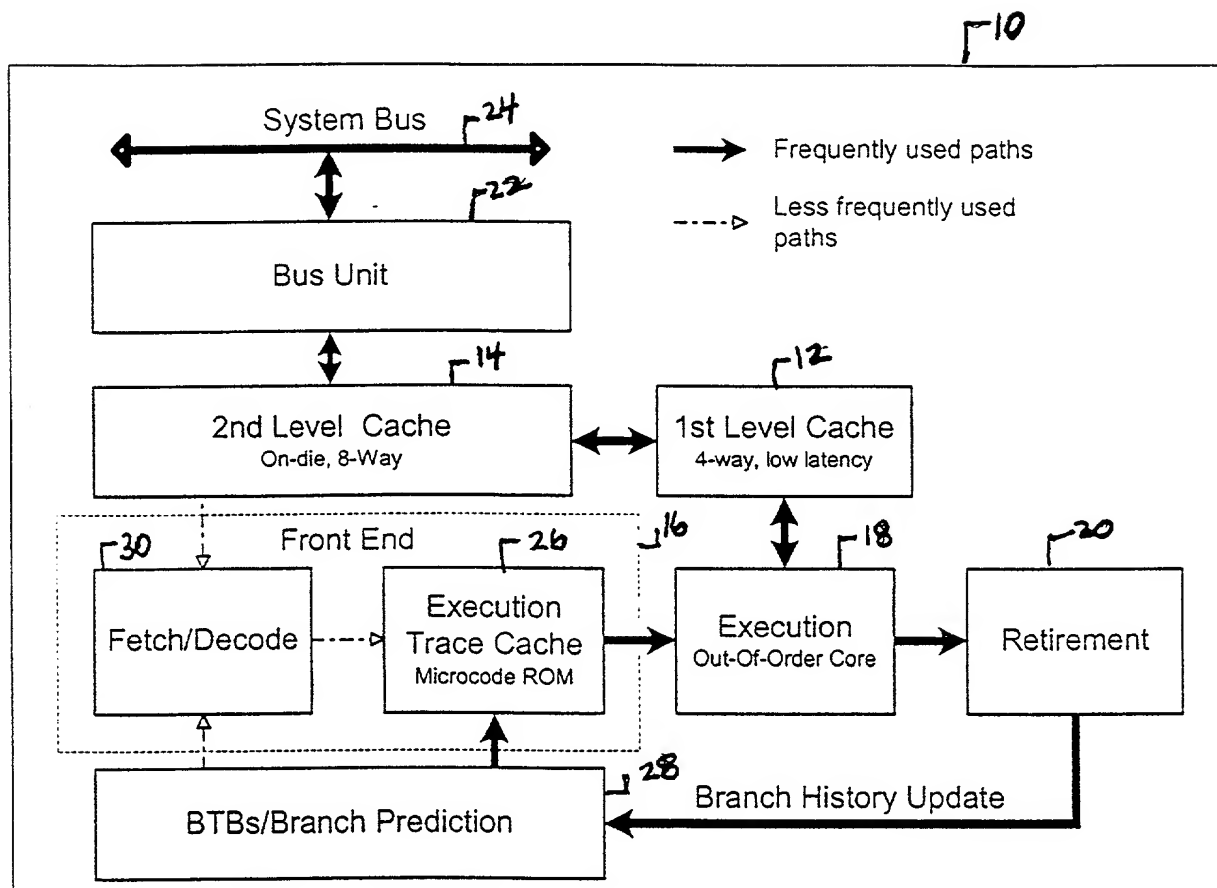 10
System Bus
24
Frequently used paths
Less frequently used
paths
22
Bus Unit
14
2nd Level Cache
On-die, 8-Way
12
1st Level Cache
4-way, low latency
Front End
16
30
Fetch/Decode
26
Execution
Trace Cache
Microcode ROM
18
Execution
Out-Of-Order Core
20
Retirement
28
BTBs/Branch Prediction
Branch History Update